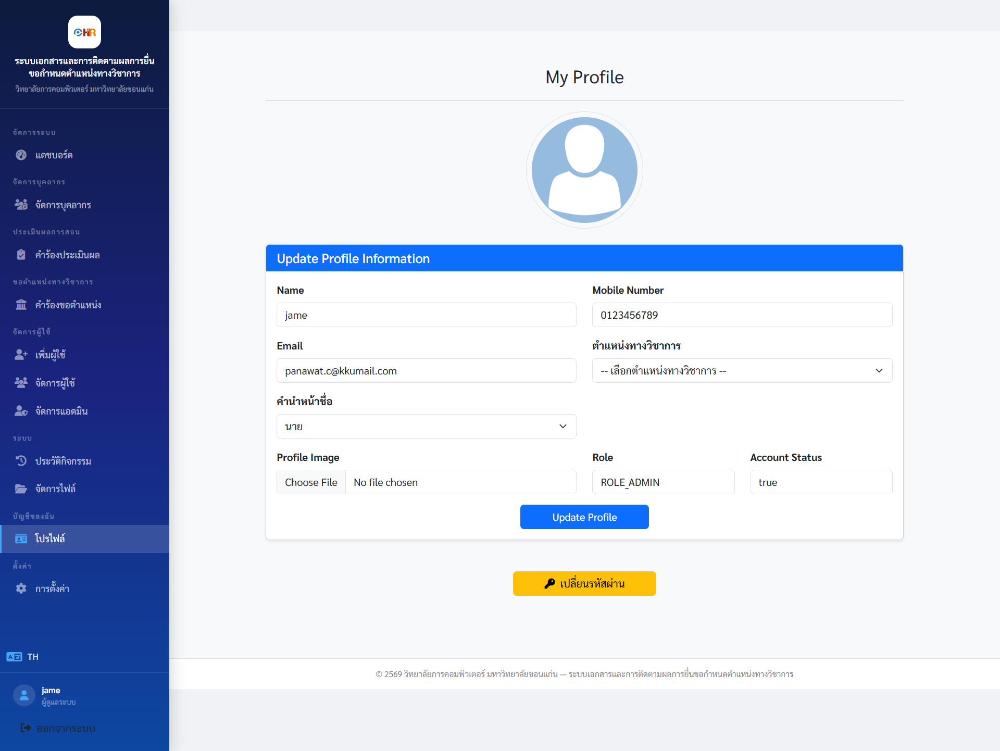 CHR
ระบบเอกสารและการติดตามผลการยื่น
ขอกำหนดตำแหน่งทางวิชาการ
วิทยาลัยการคอมพิวเตอร์ มหาวิทยาลัยขอนแก่น
จัดการระบบ
แดชบอร์ด
จัดการบุคลากร
จัดการบุคลากร
ประเมินผลการสอน
คำร้องประเมินผล
ขอตำแหน่งทางวิชาการ
คำร้องขอตำแหน่ง
จัดการผู้ใช้
เพิ่มผู้ใช้
จัดการผู้ใช้
จัดการแอดมิน
ระบบ
ประวัติกิจกรรม
จัดการไฟล์
บัญชีของฉัน
โปรไฟล์
ตั้งค่า
การตั้งค่า
TH
jame
ผู้ดูแลระบบ
ออกจากระบบ
My Profile
Update Profile Information
Name
Mobile Number
jame
0123456789
Email
ตำแหน่งทางวิชาการ
panawat.c@kkumail.com
-- เลือกตำแหน่งทางวิชาการ --
คำนำหน้าชื่อ
นาย
Profile Image
Role
Account Status
Choose File No file chosen
ROLE_ADMIN
true
Update Profile
เปลี่ยนรหัสผ่าน
© 2569 วิทยาลัยการคอมพิวเตอร์ มหาวิทยาลัยขอนแก่น — ระบบเอกสารและการติดตามผลการยื่นขอกำหนดตำแหน่งทางวิชาการ